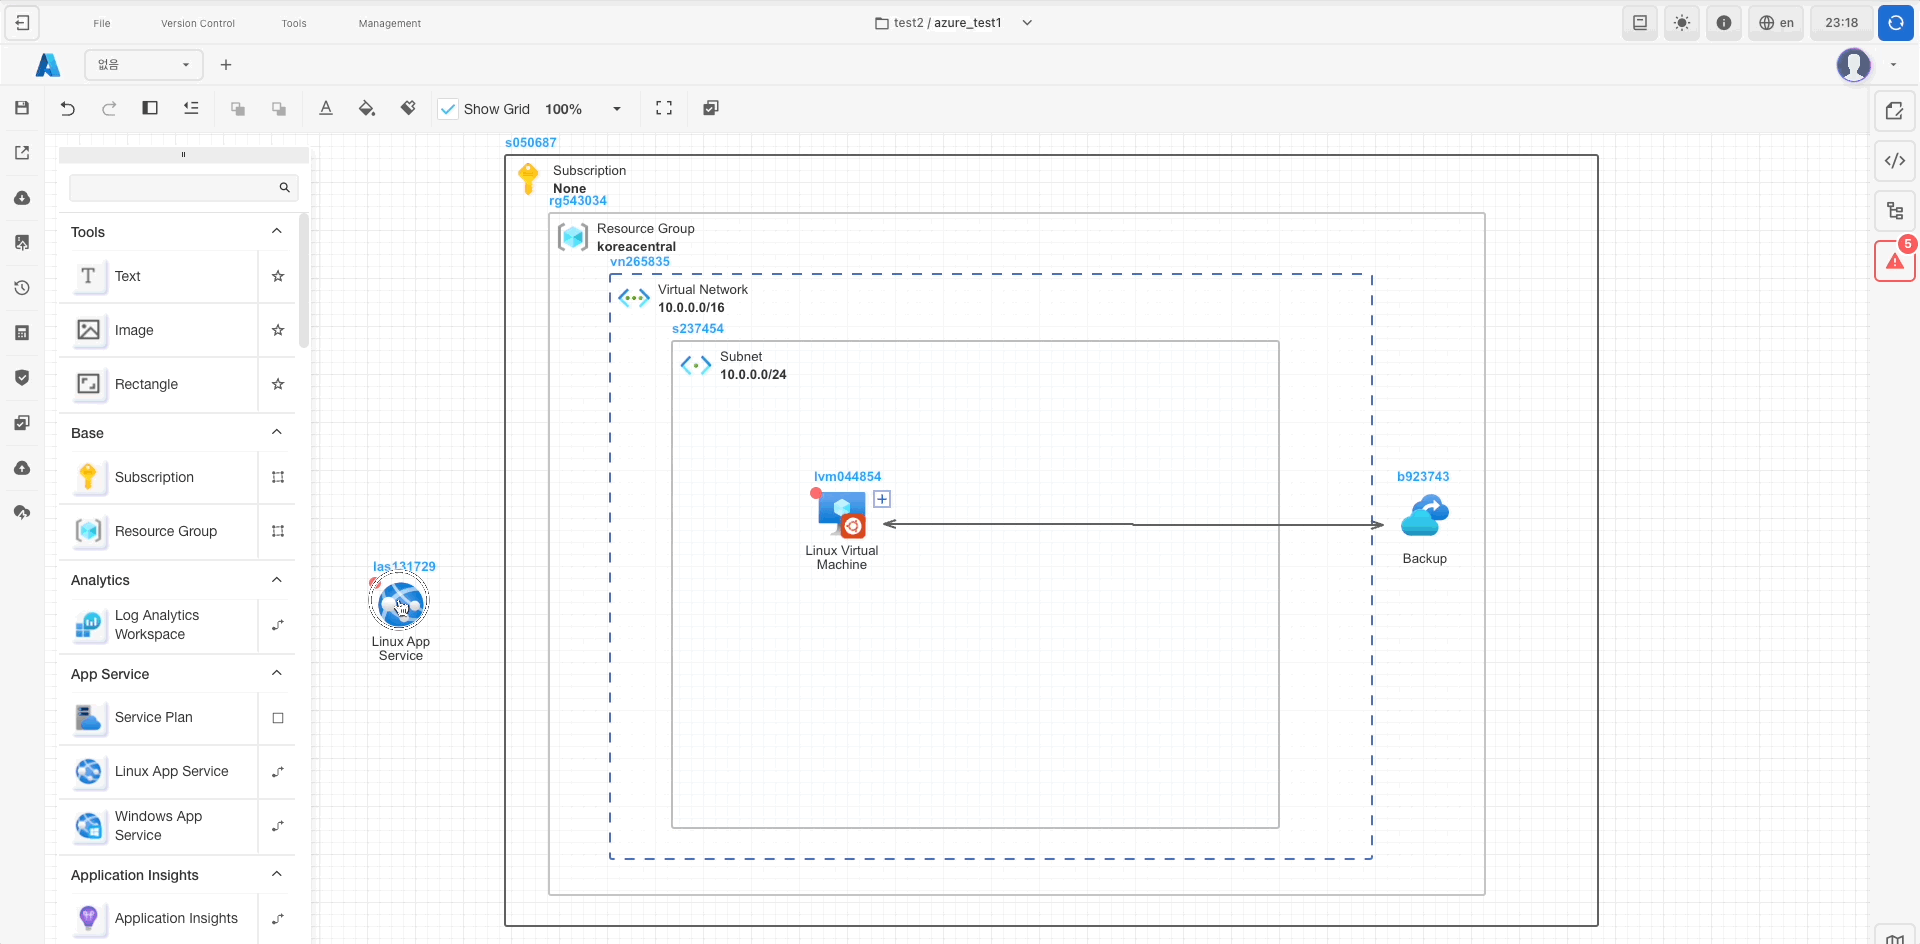 File
Version Control
Tools
Management
test2 / azure_test1
en
23:18
없음
Show Grid
100%
5
Tools
Text
Image
Rectangle
Base
Subscription
Resource Group
Analytics
Log Analytics
Workspace
App Service
Service Plan
Linux App Service
Windows App
Service
Application Insights
Application Insights
s050687
Subscription
None
rg543034
Resource Group
koreacentral
vn265835
Virtual Network
10.0.0.0/16
s237454
Subnet
10.0.0.0/24
lvm044854
Linux Virtual
Machine
b923743
Backup
las131729
Linux App
Service